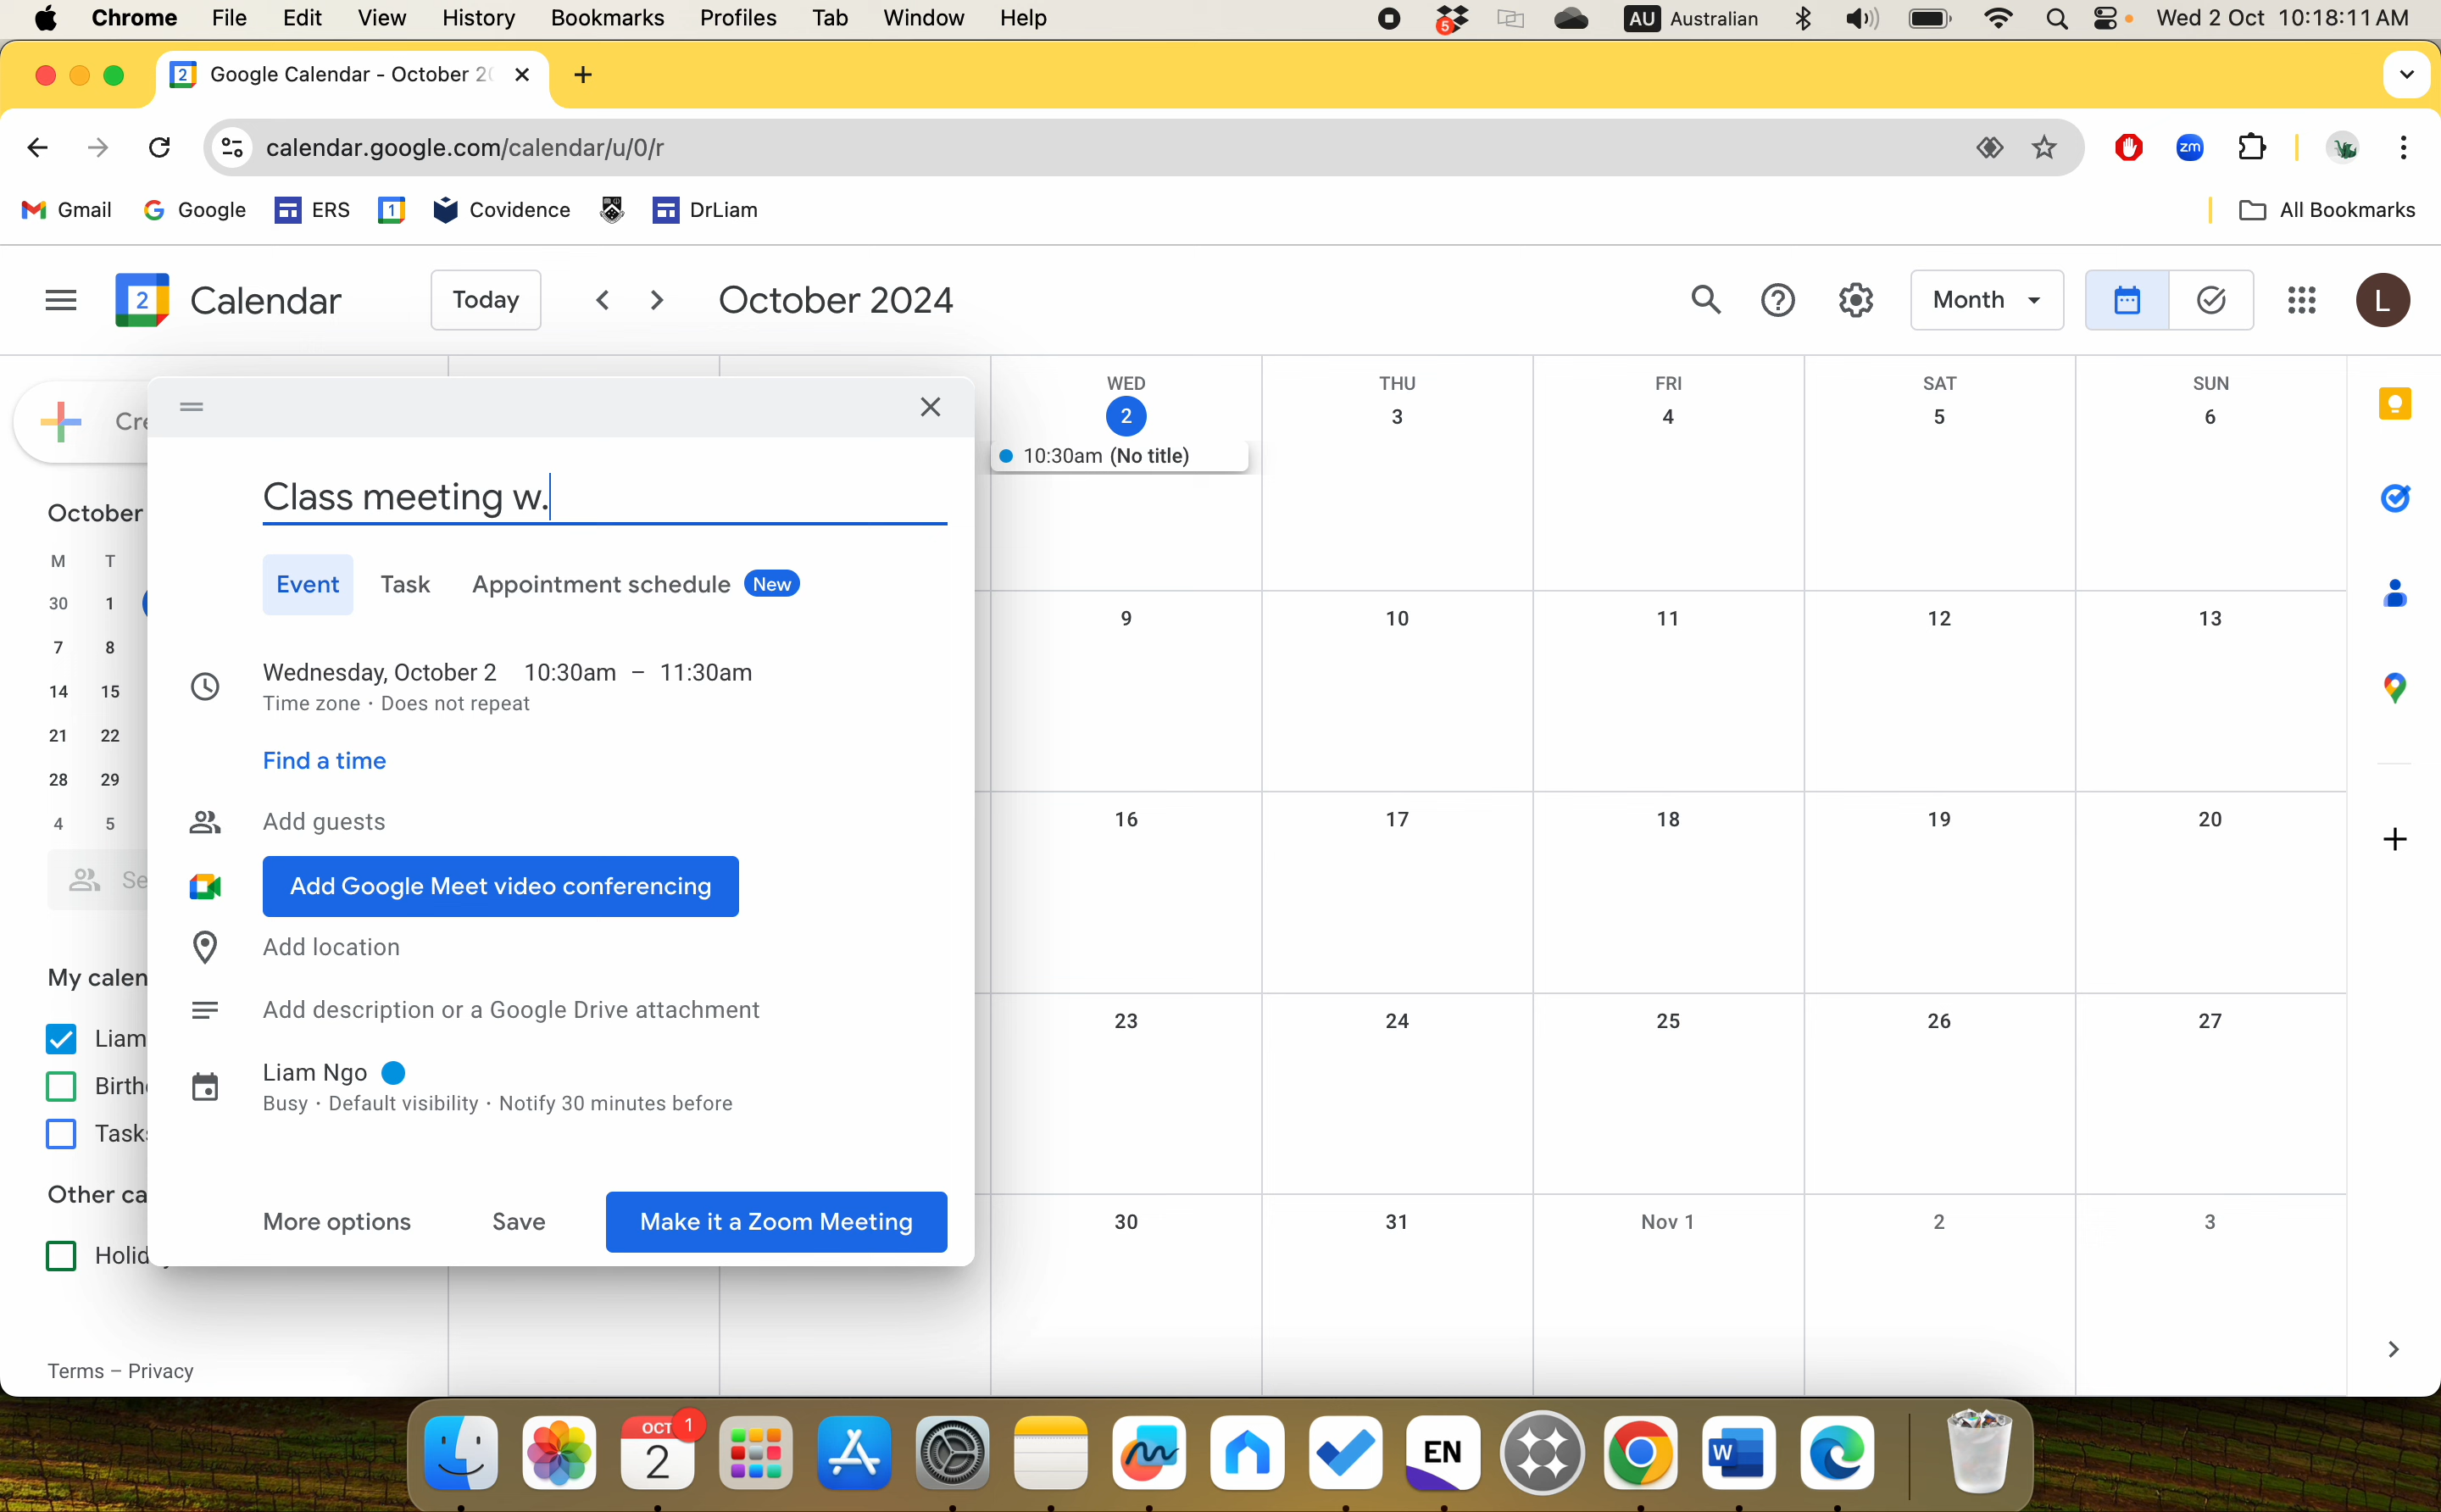 Chrome File Edit View History Bookmarks Profiles Tab Window Help 5 AU Australian Wed 2 Oct 10:18:11 AM
2 Google Calendar - October 20
calendar.google.com/calendar/u/0/r zm
Gmail Google ERS 1 Covidence DrLiam All Bookmarks
2 Calendar Today October 2024 Month L
Cre
WED THU FRI SAT SUN
2 3 4 5 6
10:30am (No title)
Class meeting w.
October
Event Task Appointment schedule New
M T
30 1
7 8
14 15
21 22
28 29
4 5
Wednesday, October 2 10:30am – 11:30am
Time zone · Does not repeat
Find a time
Add guests
Se
Add Google Meet video conferencing
Add location
My calen
Add description or a Google Drive attachment
Liam
Liam Ngo
Birth
Busy · Default visibility · Notify 30 minutes before
Tasks
Other ca
More options Save Make it a Zoom Meeting
Holid
9 10 11 12 13
16 17 18 19 20
23 24 25 26 27
30 31 Nov 1 2 3
Terms – Privacy
OCT 1
2
EN
W